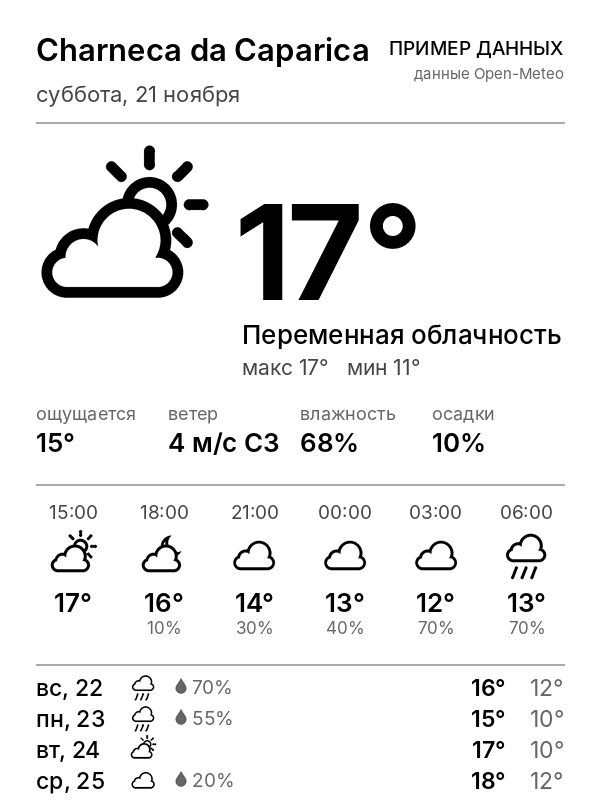 Charneca da Caparica
ПРИМЕР ДАННЫХ
данные Open-Meteo
суббота, 21 ноября
17°
Переменная облачность
макс 17° мин 11°
ощущается ветер влажность осадки
15° 4 м/с СЗ 68% 10%
15:00 18:00 21:00 00:00 03:00 06:00
17° 16° 14° 13° 12° 13°
10% 30% 40% 70% 70%
вс, 22 70% 16° 12°
пн, 23 55% 15° 10°
вт, 24 17° 10°
ср, 25 20% 18° 12°